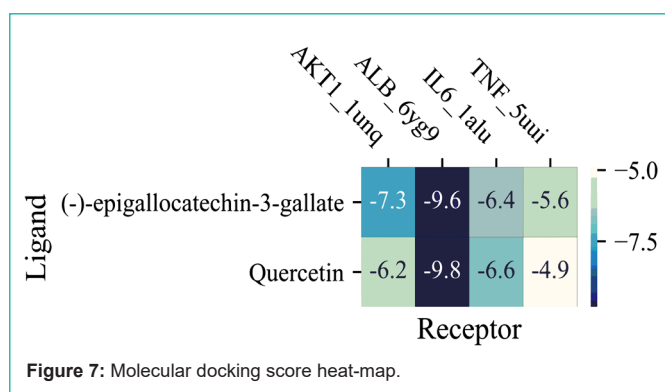 AKT1_1unq
ALB_6yg9
IL6_1alu
TNF_5uui
Ligand
(-)-epigallocatechin-3-gallate
-7.3 -9.6 -6.4 -5.6
Quercetin
-6.2 -9.8 -6.6 -4.9
−5.0
−7.5
Receptor
Figure 7: Molecular docking score heat-map.